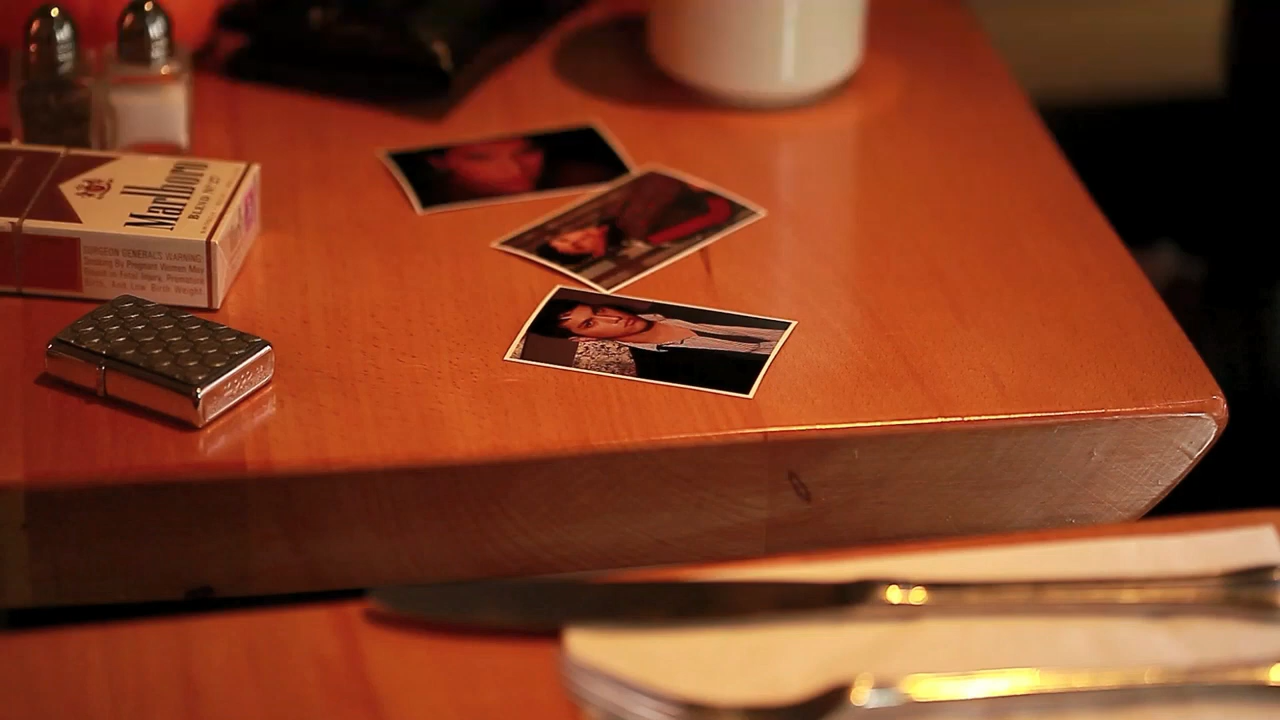 Marlboro
BLEND Nº 27
SURGEON GENERAL'S WARNING:
Smoking By Pregnant Women May
Result in Fetal Injury, Premature
Birth, And Low Birth Weight